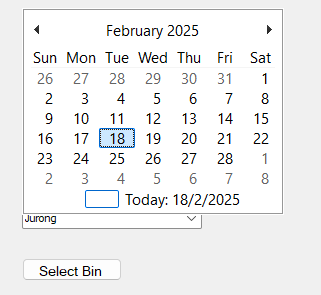 February 2025
Sun Mon Tue Wed Thu Fri Sat
26 27 28 29 30 31 1
2 3 4 5 6 7 8
9 10 11 12 13 14 15
16 17 18 19 20 21 22
23 24 25 26 27 28 1
2 3 4 5 6 7 8
Today: 18/2/2025
Jurong
Select Bin